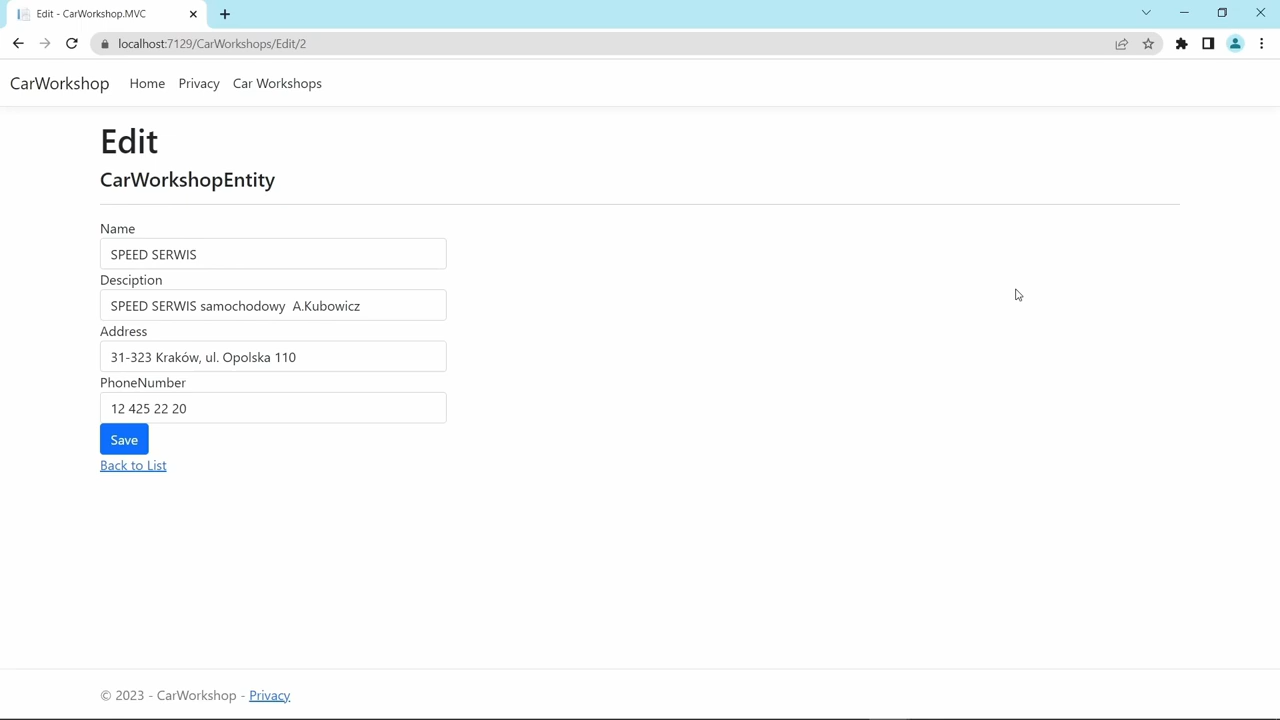 Edit - CarWorkshop.MVC
localhost:7129/CarWorkshops/Edit/2
CarWorkshop Home Privacy Car Workshops
Edit
CarWorkshopEntity
Name
SPEED SERWIS
Desciption
SPEED SERWIS samochodowy  A.Kubowicz
Address
31-323 Kraków, ul. Opolska 110
PhoneNumber
12 425 22 20
Save
Back to List
© 2023 - CarWorkshop - Privacy